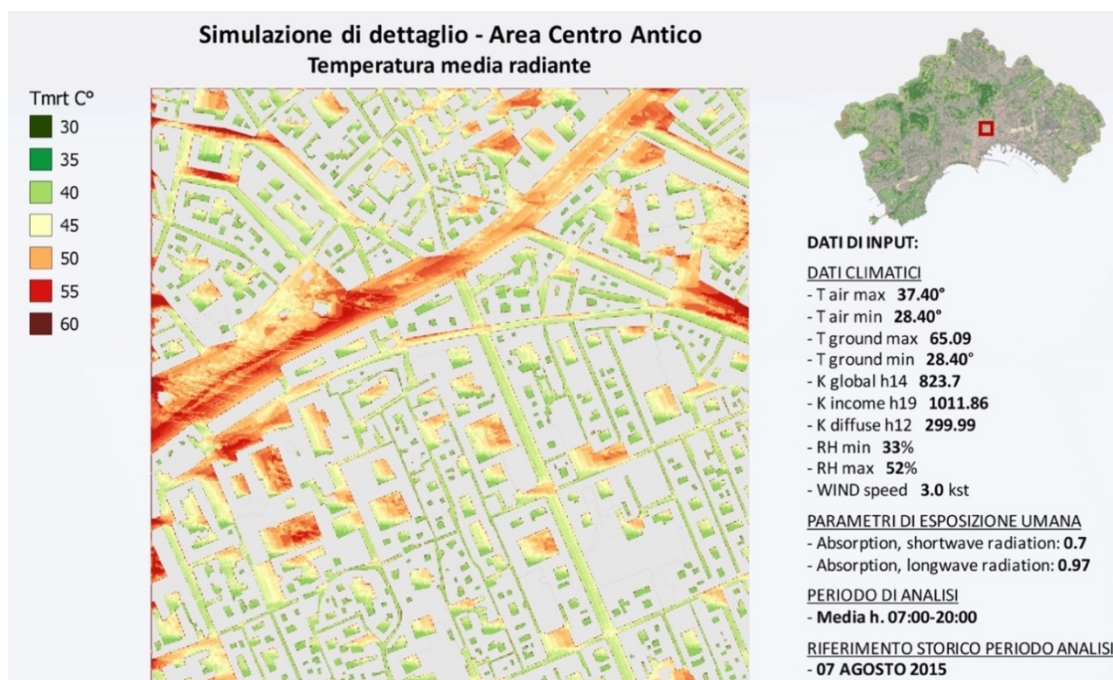 Simulazione di dettaglio - Area Centro Antico
Temperatura media radiante
Tmrt C°
30
35
40
45
50
55
60
DATI DI INPUT:
DATI CLIMATICI
- T air max 37.40°
- T air min 28.40°
- T ground max 65.09
- T ground min 28.40°
- K global h14 823.7
- K income h19 1011.86
- K diffuse h12 299.99
- RH min 33%
- RH max 52%
- WIND speed 3.0 kst
PARAMETRI DI ESPOSIZIONE UMANA
- Absorption, shortwave radiation: 0.7
- Absorption, longwave radiation: 0.97
PERIODO DI ANALISI
- Media h. 07:00-20:00
RIFERIMENTO STORICO PERIODO ANALISI
- 07 AGOSTO 2015